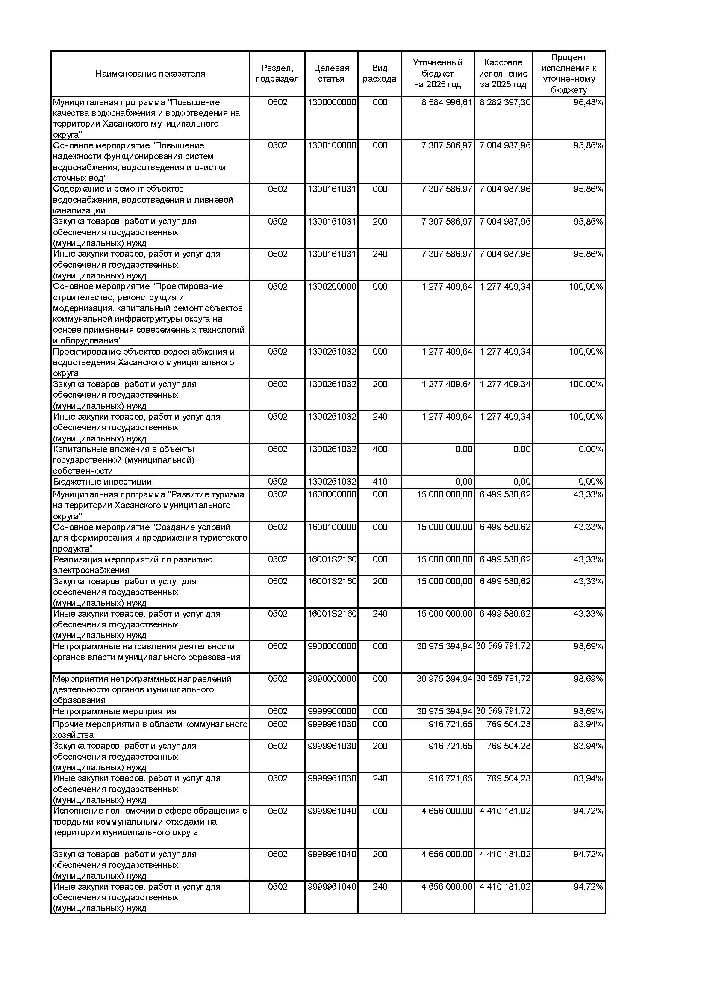 Наименование показателя
Раздел,
подраздел
Целевая
статья
Вид
расхода
Уточненный
бюджет
на 2025 год
Кассовое
исполнение
за 2025 год
Процент
исполнения к
уточненному
бюджету
Муниципальная программа "Повышение 0502 1300000000 000 8 584 996,61 8 282 397,30 96,48%
качества водоснабжения и водоотведения на
территории Хасанского муниципального
округа"
Основное мероприятие "Повышение 0502 1300100000 000 7 307 586,97 7 004 987,96 95,86%
надежности функционирования систем
водоснабжения, водоотведения и очистки
сточных вод"
Содержание и ремонт объектов 0502 1300161031 000 7 307 586,97 7 004 987,96 95,86%
водоснабжения, водоотведения и ливневой
канализации
Закупка товаров, работ и услуг для 0502 1300161031 200 7 307 586,97 7 004 987,96 95,86%
обеспечения государственных
(муниципальных) нужд
Иные закупки товаров, работ и услуг для 0502 1300161031 240 7 307 586,97 7 004 987,96 95,86%
обеспечения государственных
(муниципальных) нужд
Основное мероприятие "Проектирование, 0502 1300200000 000 1 277 409,64 1 277 409,34 100,00%
строительство, реконструкция и
модернизация, капитальный ремонт объектов
коммунальной инфраструктуры округа на
основе применения совеременных технологий
и оборудования"
Проектирование объектов водоснабжения и 0502 1300261032 000 1 277 409,64 1 277 409,34 100,00%
водоотведения Хасанского муниципального
округа
Закупка товаров, работ и услуг для 0502 1300261032 200 1 277 409,64 1 277 409,34 100,00%
обеспечения государственных
(муниципальных) нужд
Иные закупки товаров, работ и услуг для 0502 1300261032 240 1 277 409,64 1 277 409,34 100,00%
обеспечения государственных
(муниципальных) нужд
Капитальные вложения в объекты 0502 1300261032 400 0,00 0,00 0,00%
государственной (муниципальной)
собственности
Бюджетные инвестиции 0502 1300261032 410 0,00 0,00 0,00%
Муниципальная программа "Развитие туризма 0502 1600000000 000 15 000 000,00 6 499 580,62 43,33%
на территории Хасанского муниципального
округа"
Основное мероприятие "Создание условий 0502 1600100000 000 15 000 000,00 6 499 580,62 43,33%
для формирования и продвижения туристского
продукта"
Реализация мероприятий по развитию 0502 16001S2160 000 15 000 000,00 6 499 580,62 43,33%
электроснабжения
Закупка товаров, работ и услуг для 0502 16001S2160 200 15 000 000,00 6 499 580,62 43,33%
обеспечения государственных
(муниципальных) нужд
Иные закупки товаров, работ и услуг для 0502 16001S2160 240 15 000 000,00 6 499 580,62 43,33%
обеспечения государственных
(муниципальных) нужд
Непрограммные направления деятельности 0502 9900000000 000 30 975 394,94 30 569 791,72 98,69%
органов власти муниципального образования
Мероприятия непрограммных направлений 0502 9990000000 000 30 975 394,94 30 569 791,72 98,69%
деятельности органов муниципального
образования
Непрограммные мероприятия 0502 9999900000 000 30 975 394,94 30 569 791,72 98,69%
Прочие мероприятия в области коммунального 0502 9999961030 000 916 721,65 769 504,28 83,94%
хозяйства
Закупка товаров, работ и услуг для 0502 9999961030 200 916 721,65 769 504,28 83,94%
обеспечения государственных
(муниципальных) нужд
Иные закупки товаров, работ и услуг для 0502 9999961030 240 916 721,65 769 504,28 83,94%
обеспечения государственных
(муниципальных) нужд
Исполнение полномочий в сфере обращения с 0502 9999961040 000 4 656 000,00 4 410 181,02 94,72%
твердыми коммунальными отходами на
территории муниципального округа
Закупка товаров, работ и услуг для 0502 9999961040 200 4 656 000,00 4 410 181,02 94,72%
обеспечения государственных
(муниципальных) нужд
Иные закупки товаров, работ и услуг для 0502 9999961040 240 4 656 000,00 4 410 181,02 94,72%
обеспечения государственных
(муниципальных) нужд